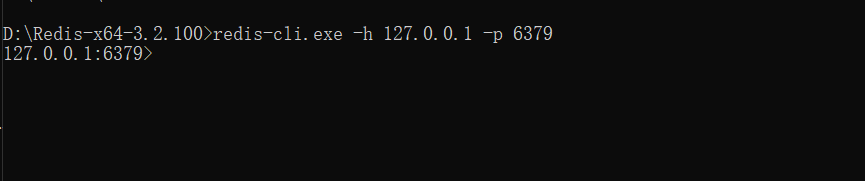 D:\Redis-x64-3.2.100>redis-cli.exe -h 127.0.0.1 -p 6379
127.0.0.1:6379>